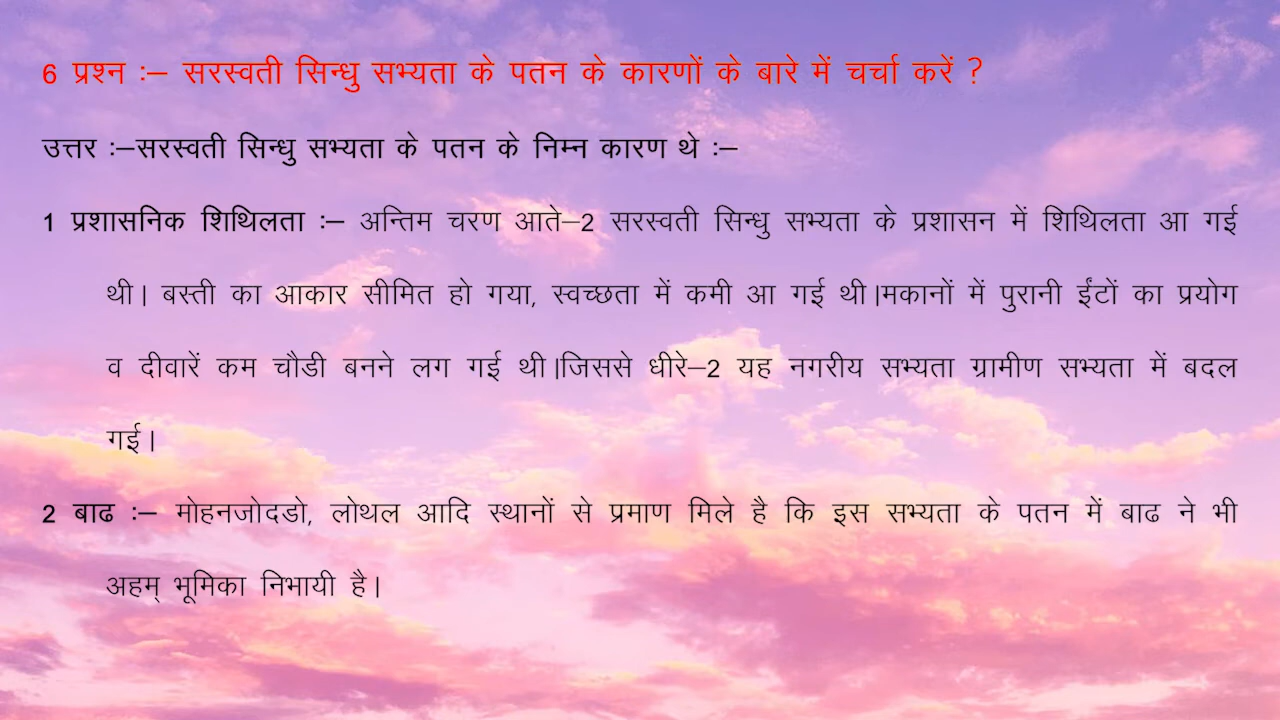 6 प्रश्न :– सरस्वती सिन्धु सभ्यता के पतन के कारणों के बारे में चर्चा करें ?
उत्तर :–सरस्वती सिन्धु सभ्यता के पतन के निम्न कारण थे :–
1 प्रशासनिक शिथिलता :– अन्तिम चरण आते–2 सरस्वती सिन्धु सभ्यता के प्रशासन में शिथिलता आ गई
थी। बस्ती का आकार सीमित हो गया, स्वच्छता में कमी आ गई थी।मकानों में पुरानी ईंटों का प्रयोग
व दीवारें कम चौडी बनने लग गई थी।जिससे धीरे–2 यह नगरीय सभ्यता ग्रामीण सभ्यता में बदल
गई।
2 बाढ :– मोहनजोदडो, लोथल आदि स्थानों से प्रमाण मिले है कि इस सभ्यता के पतन में बाढ ने भी
अहम् भूमिका निभायी है।